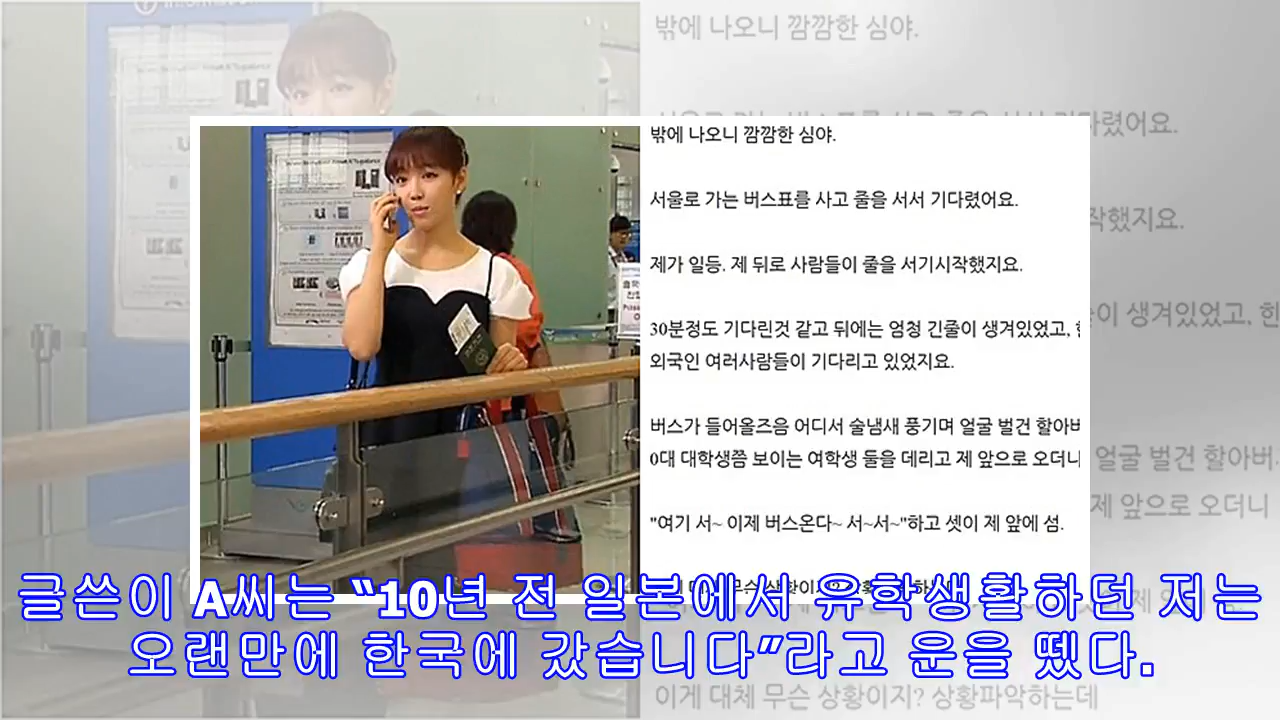 밖에 나오니 깜깜한 심야.
서울로 가는 버스표를 사고 줄을 서서 기다렸어요.
제가 일등. 제 뒤로 사람들이 줄을 서기시작했지요.
30분정도 기다린것 같고 뒤에는 엄청 긴줄이 생겨있었고,
외국인 여러사람들이 기다리고 있었지요.
버스가 들어올즈음 어디서 술냄새 풍기며 얼굴 벌건 할아버
0대 대학생쯤 보이는 여학생 둘을 데리고 제 앞으로 오더니
"여기 서~ 이제 버스온다~ 서~서~"하고 셋이 제 앞에 섬.
글쓴이 A씨는 “10년 전 일본에서 유학생활하던 저는
오랜만에 한국에 갔습니다”라고 운을 뗐다.
이게 대체 무슨 상황이지? 상황파악하는데